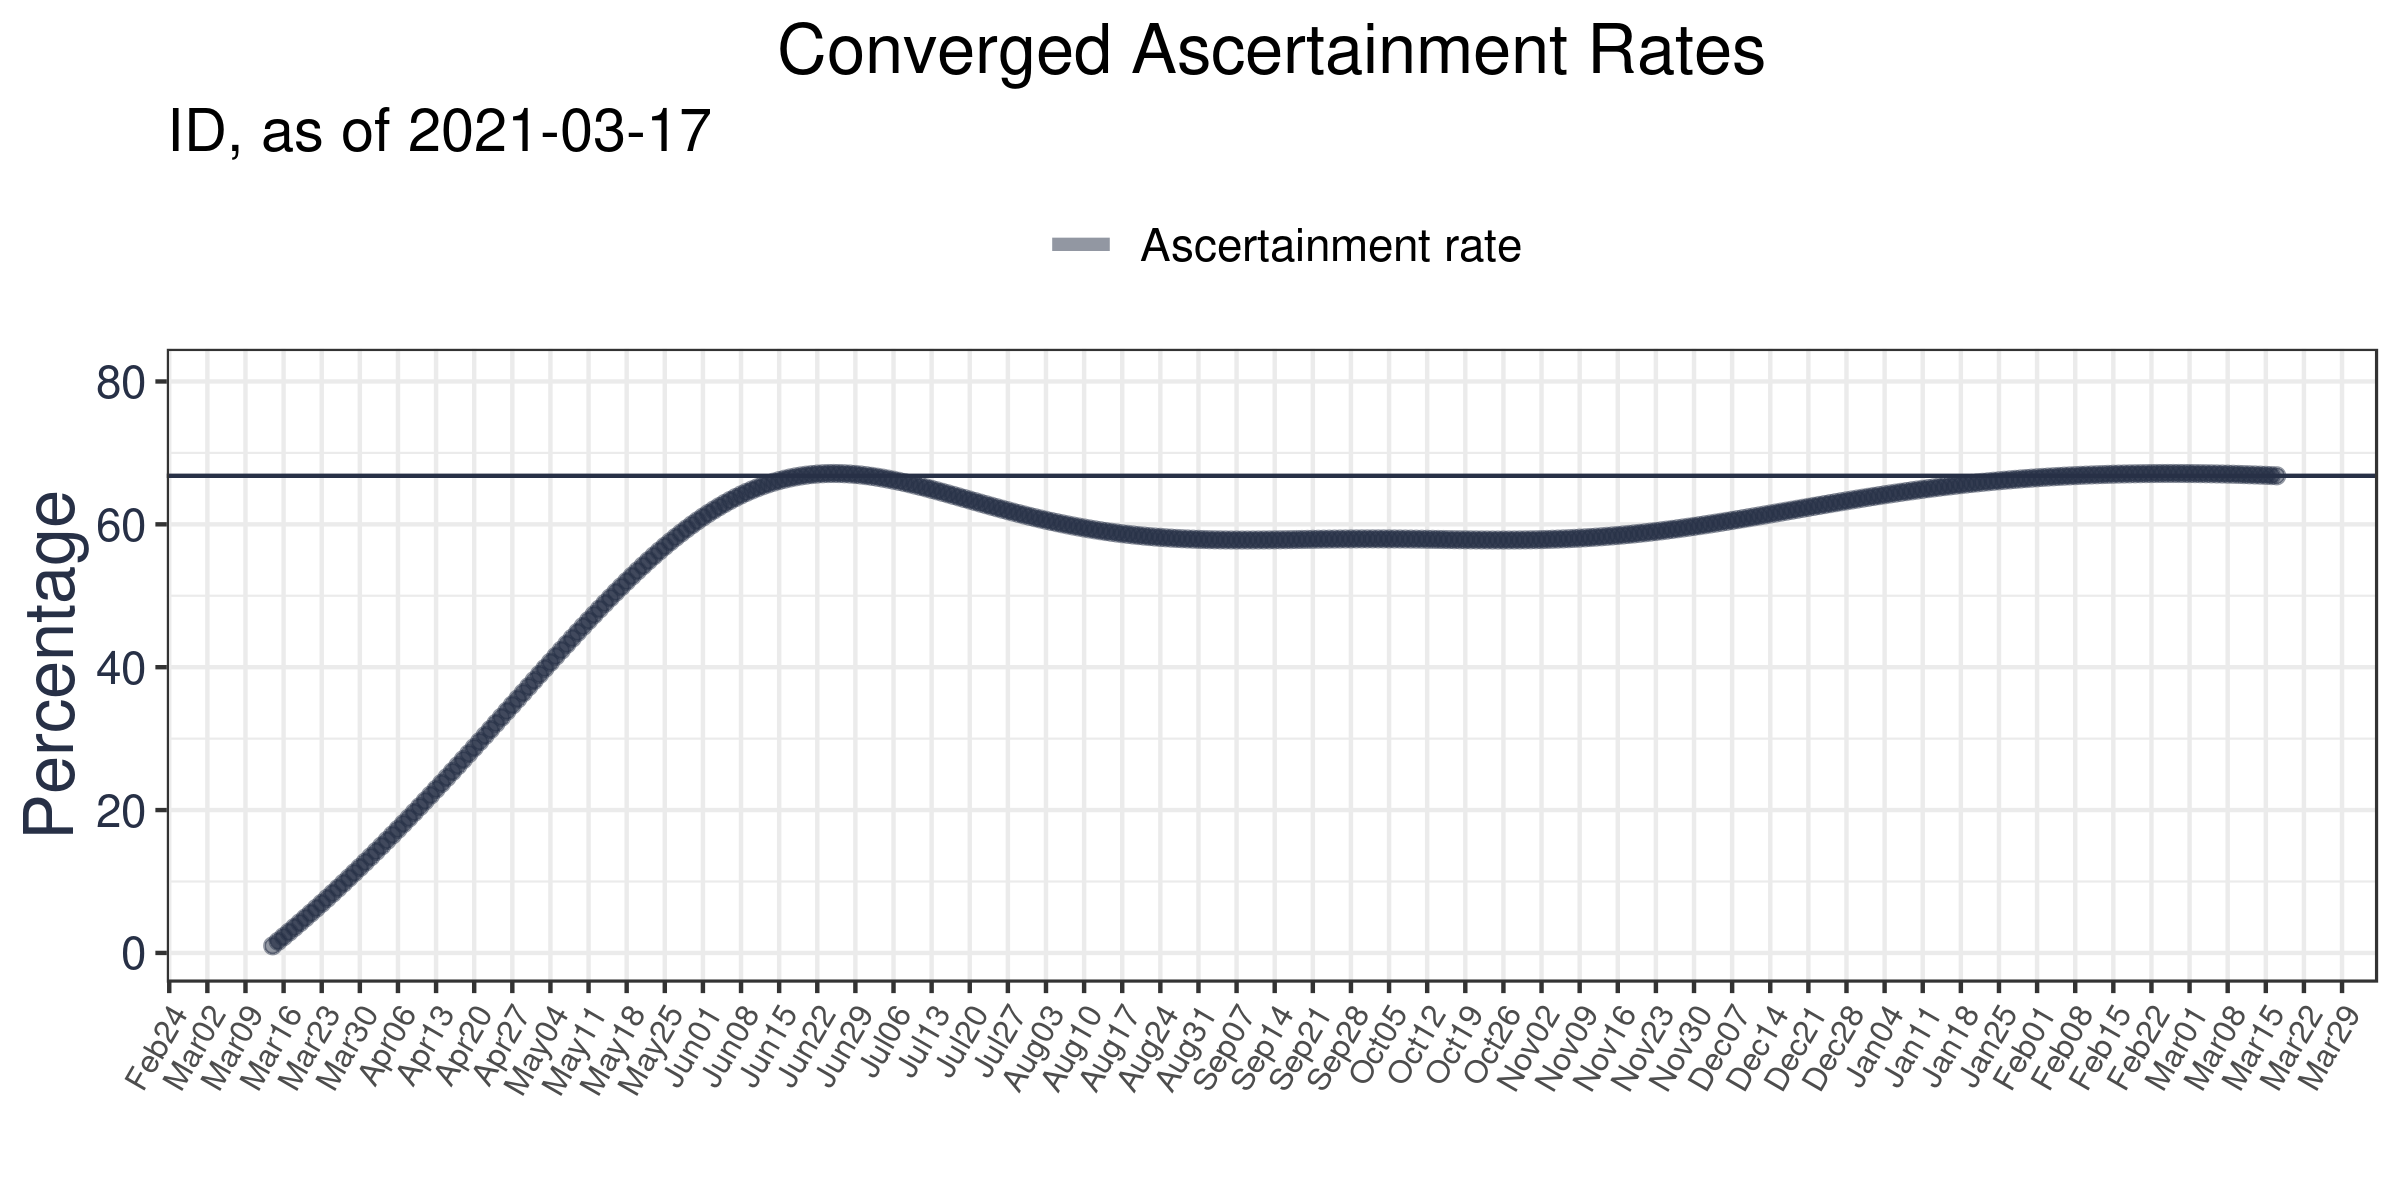 Converged Ascertainment Rates
ID, as of 2021-03-17
Ascertainment rate
Percentage
80
60
40
20
0
Feb24 Mar02 Mar09 Mar16 Mar23 Mar30 Apr06 Apr13 Apr20 Apr27 May04 May11 May18 May25 Jun01 Jun08 Jun15 Jun22 Jun29 Jul06 Jul13 Jul20 Jul27 Aug03 Aug10 Aug17 Aug24 Aug31 Sep07 Sep14 Sep21 Sep28 Oct05 Oct12 Oct19 Oct26 Nov02 Nov09 Nov16 Nov23 Nov30 Dec07 Dec14 Dec21 Dec28 Jan04 Jan11 Jan18 Jan25 Feb01 Feb08 Feb15 Feb22 Mar01 Mar08 Mar15 Mar22 Mar29